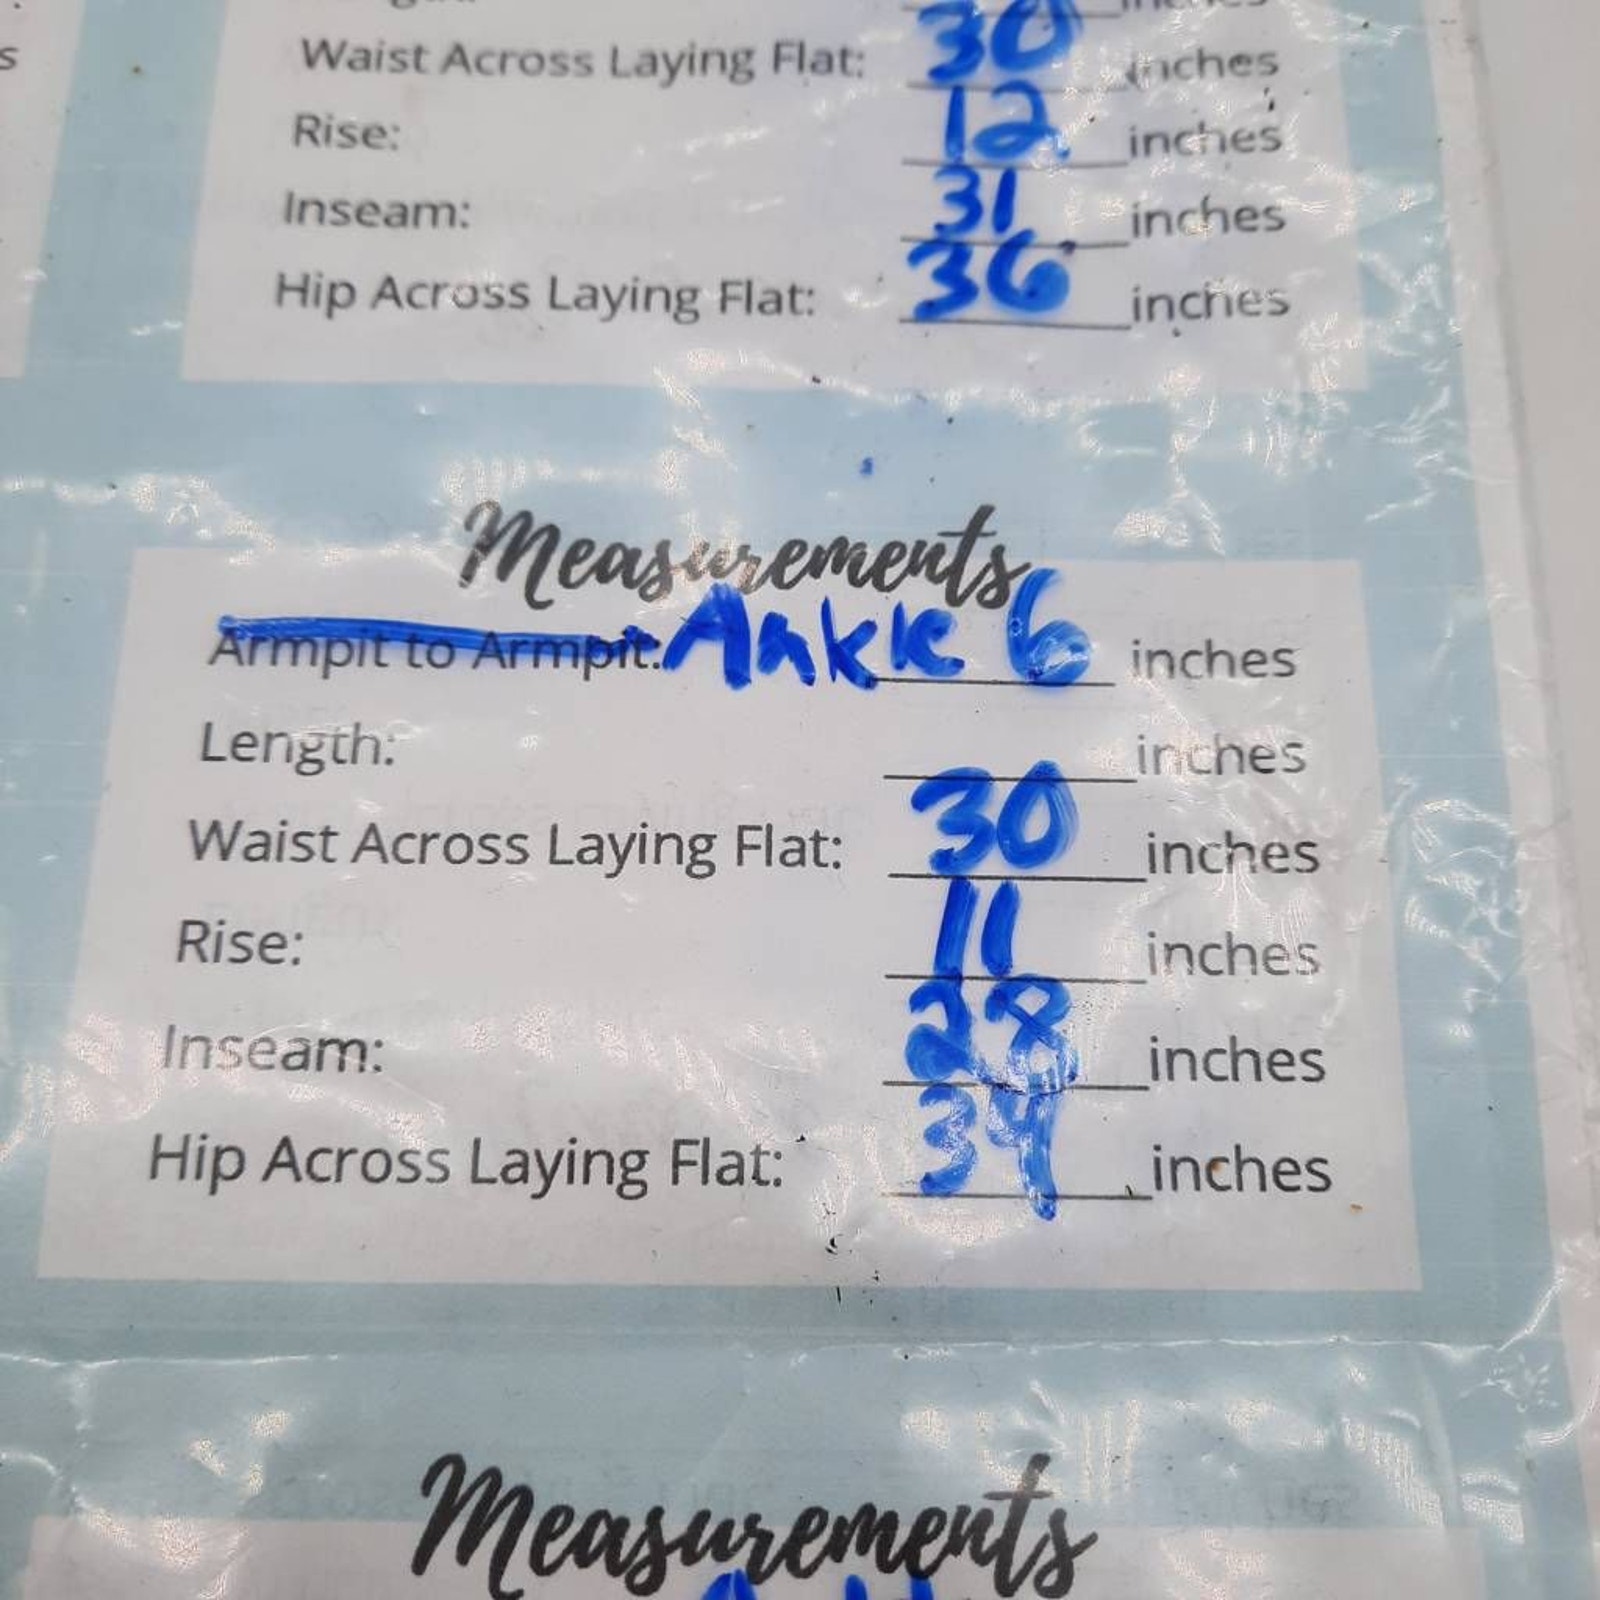 s
Waist Across Laying Flat: 30 inches
Rise: 12 inches
Inseam: 31 inches
Hip Across Laying Flat: 36 inches
Measurements
Armpit to Armpit: Ankle 6 inches
Length: ____ inches
Waist Across Laying Flat: 30 inches
Rise: 11 inches
Inseam: 28 inches
Hip Across Laying Flat: 34 inches
Measurements